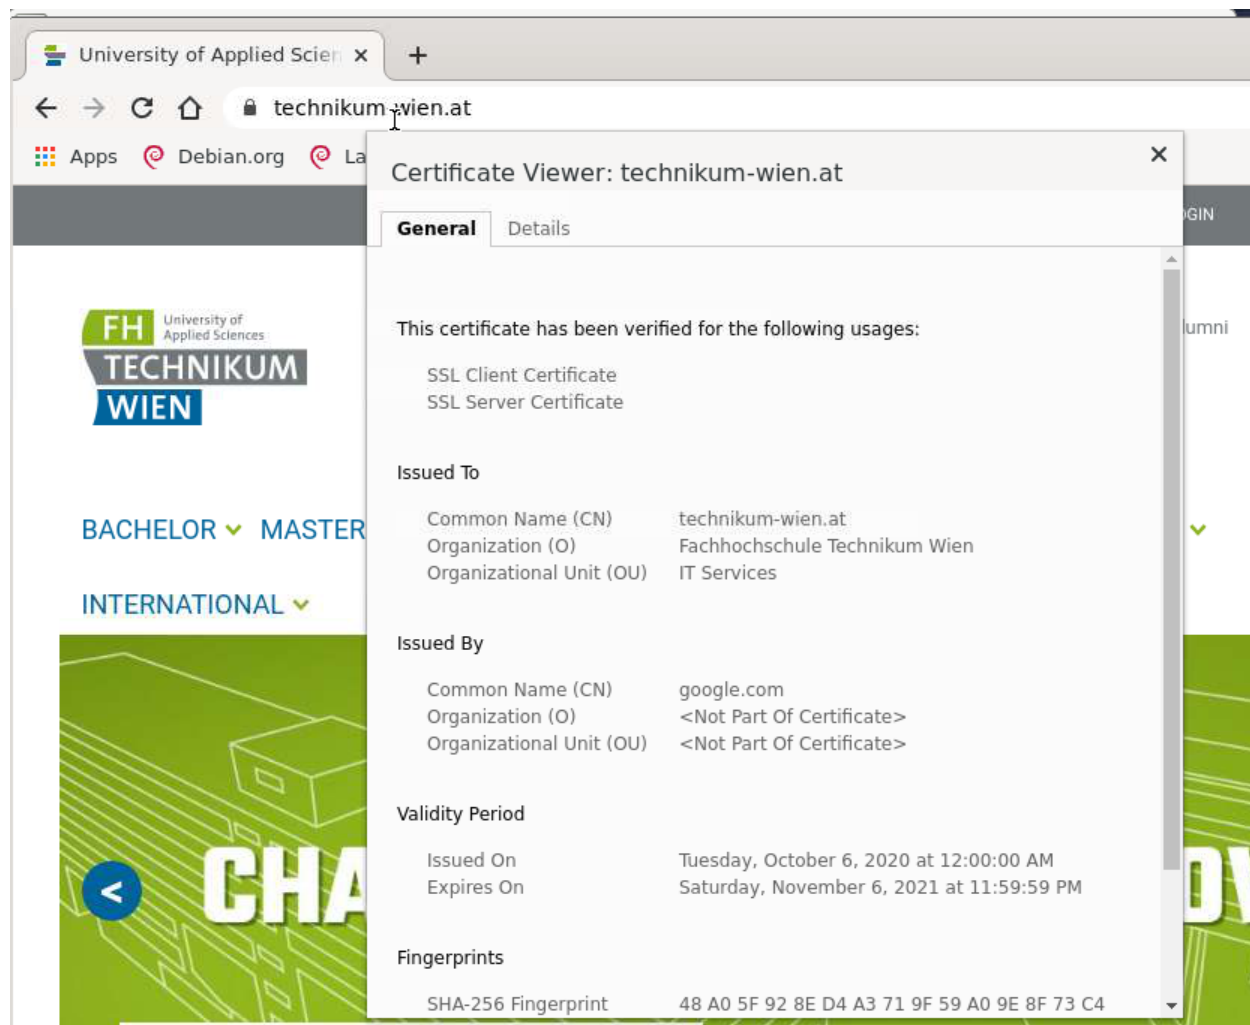 University of Applied Scien
technikum-wien.at
Apps Debian.org La
Certificate Viewer: technikum-wien.at
General Details
OGIN
This certificate has been verified for the following usages:
SSL Client Certificate
SSL Server Certificate
FH University of
Applied Sciences
TECHNIKUM
WIEN
lumni
Issued To
Common Name (CN) technikum-wien.at
Organization (O) Fachhochschule Technikum Wien
Organizational Unit (OU) IT Services
BACHELOR MASTER
INTERNATIONAL
Issued By
Common Name (CN) google.com
Organization (O) <Not Part Of Certificate>
Organizational Unit (OU) <Not Part Of Certificate>
Validity Period
Issued On Tuesday, October 6, 2020 at 12:00:00 AM
Expires On Saturday, November 6, 2021 at 11:59:59 PM
< CHA
Fingerprints
SHA-256 Fingerprint 48 A0 5F 92 8E D4 A3 71 9F 59 A0 9E 8F 73 C4